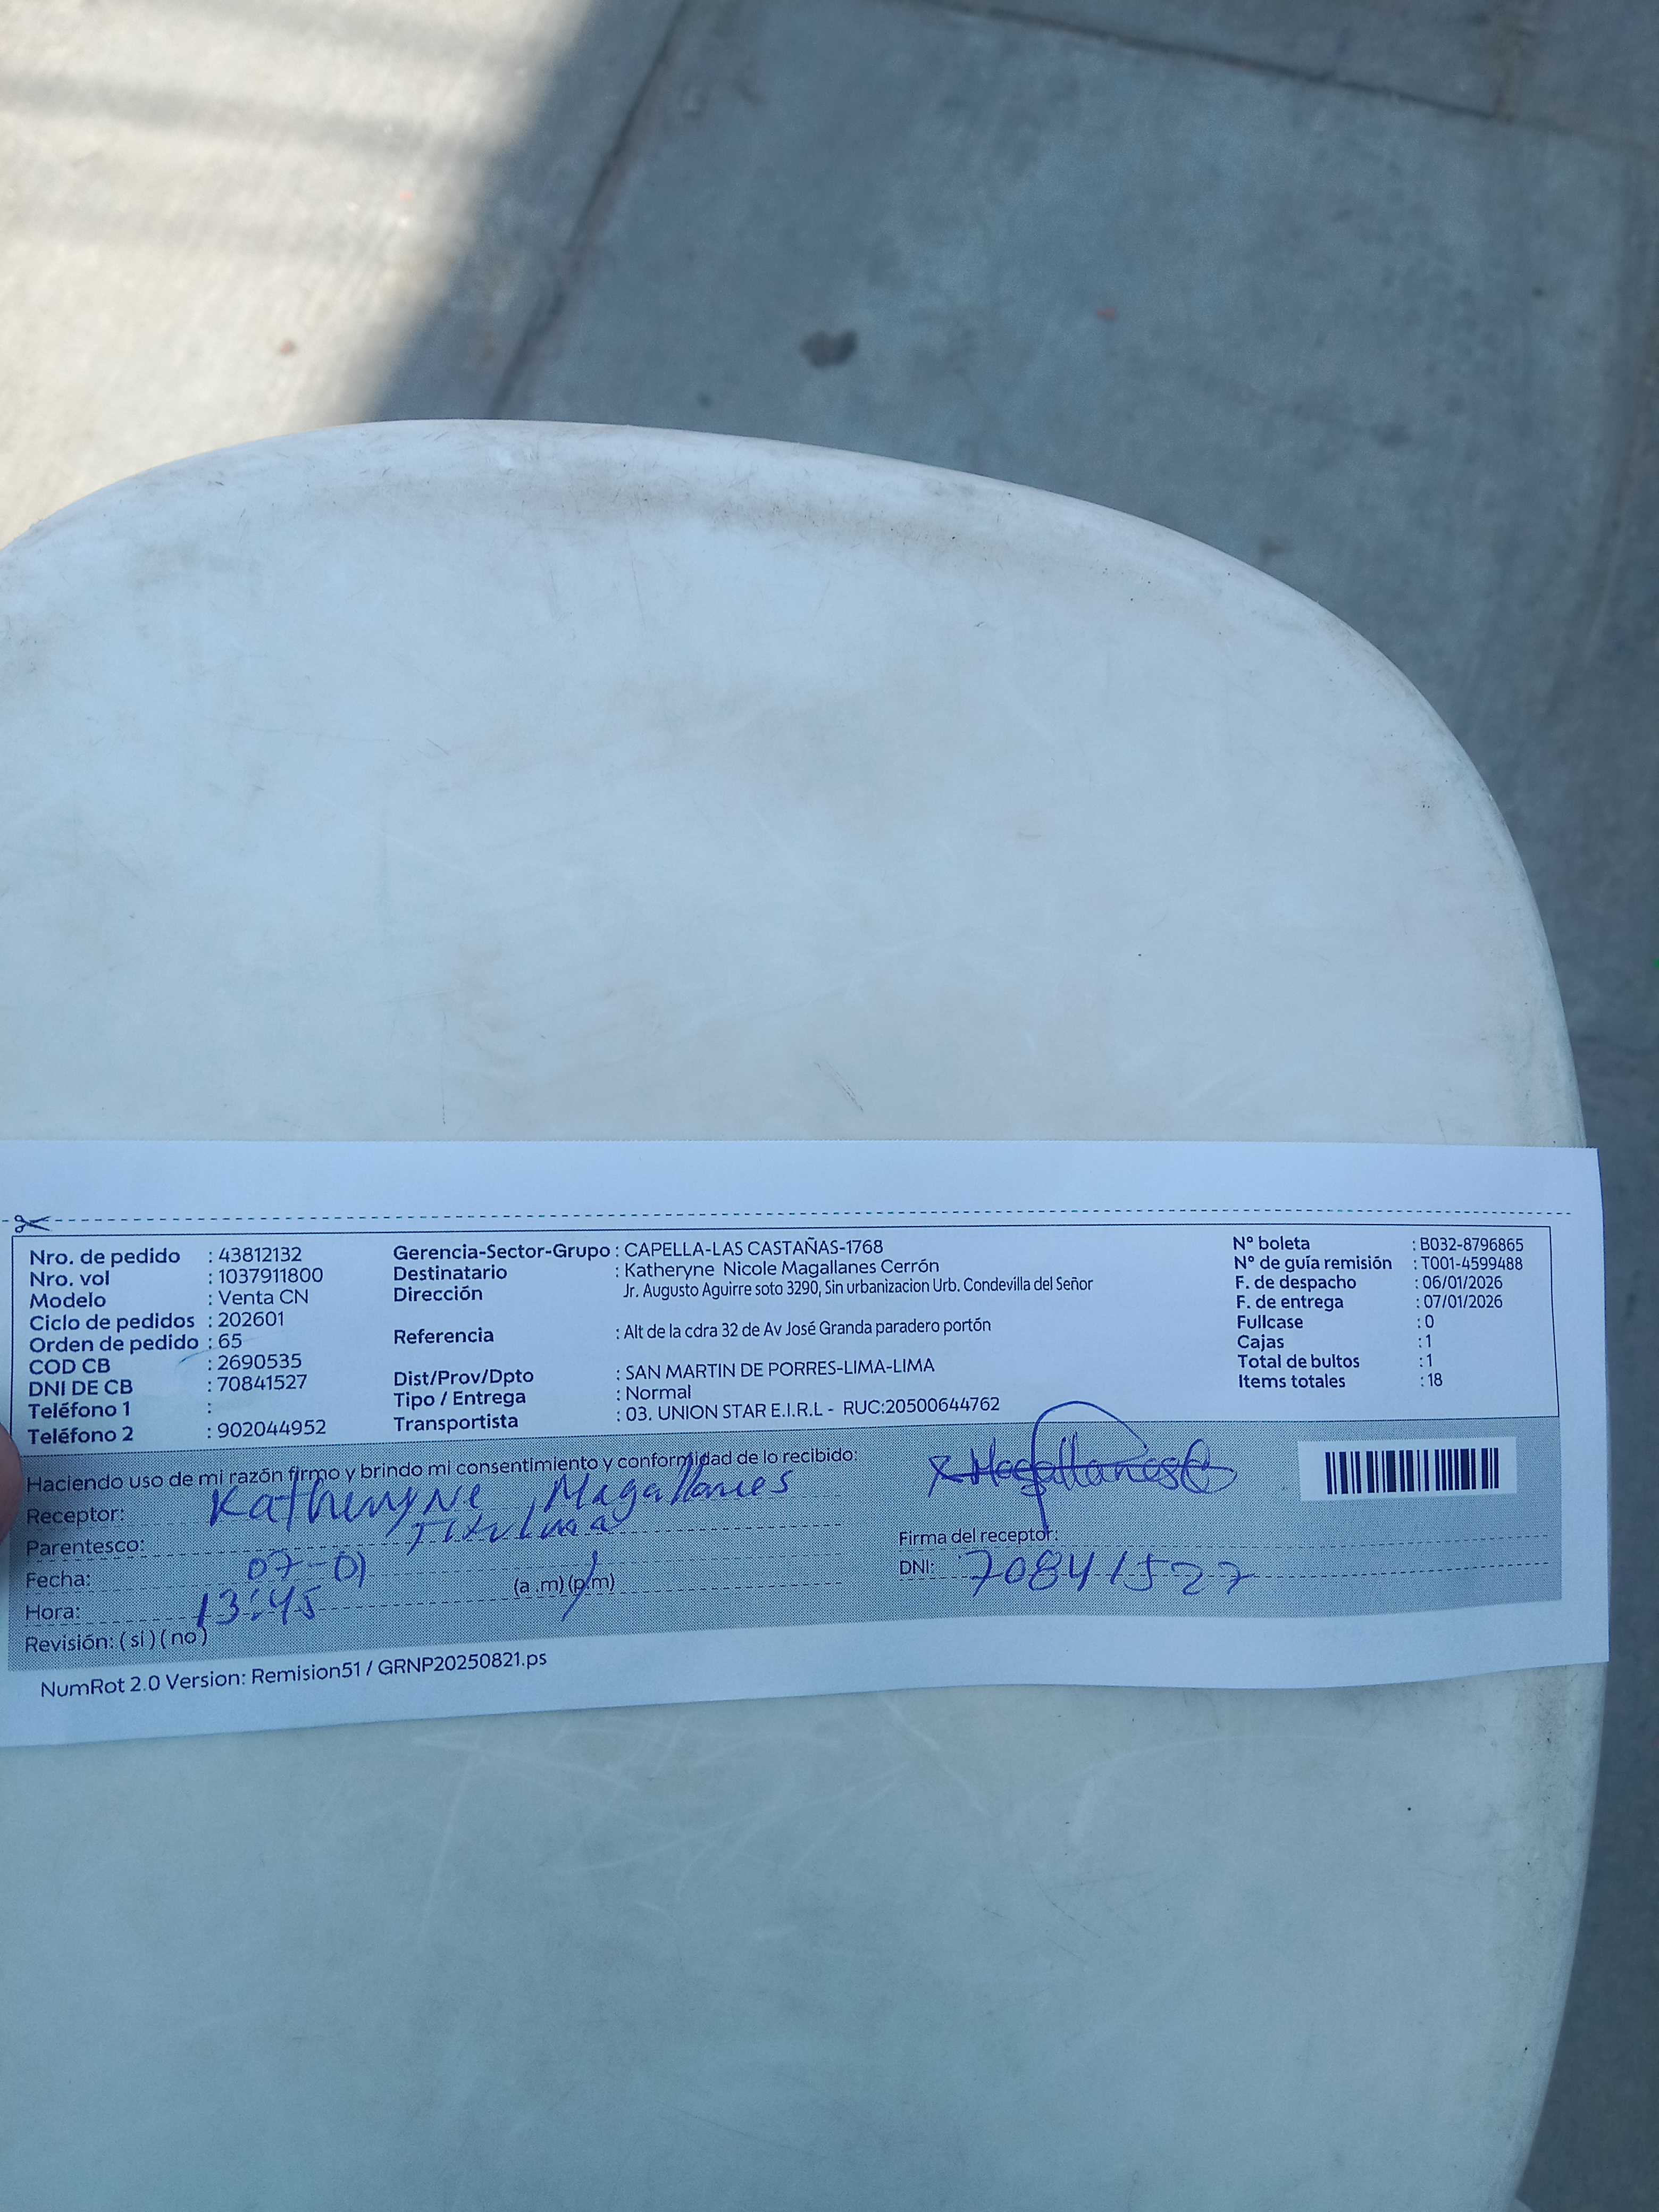 Nro. de pedido : 43812132
Nro. vol : 1037911800
Modelo : Venta CN
Ciclo de pedidos : 202601
Orden de pedido : 65
COD CB : 2690535
DNI DE CB : 70841527
Teléfono 1 :
Teléfono 2 : 902044952
Gerencia-Sector-Grupo : CAPELLA-LAS CASTAÑAS-1768
Destinatario : Katheryne Nicole Magallanes Cerrón
Dirección Jr. Augusto Aguirre soto 3290, Sin urbanizacion Urb. Condevilla del Señor
Referencia : Alt de la cdra 32 de Av José Granda paradero portón
Dist/Prov/Dpto : SAN MARTIN DE PORRES-LIMA-LIMA
Tipo / Entrega : Normal
Transportista : 03. UNION STAR E.I.R.L - RUC:20500644762
N° boleta : B032-8796865
N° de guía remisión : T001-4599488
F. de despacho : 06/01/2026
F. de entrega : 07/01/2026
Fullcase : 0
Cajas : 1
Total de bultos : 1
Items totales : 18
Haciendo uso de mi razón firmo y brindo mi consentimiento y conformidad de lo recibido:
Receptor: Katheryne Magallanes
Parentesco:
Fecha: 07-01
Hora: 13:45 (a .m) (p.m)
Revisión: ( si ) ( no )
Magallanes
Firma del receptor:
DNI: 70841527
NumRot 2.0 Version: Remision51 / GRNP20250821.ps